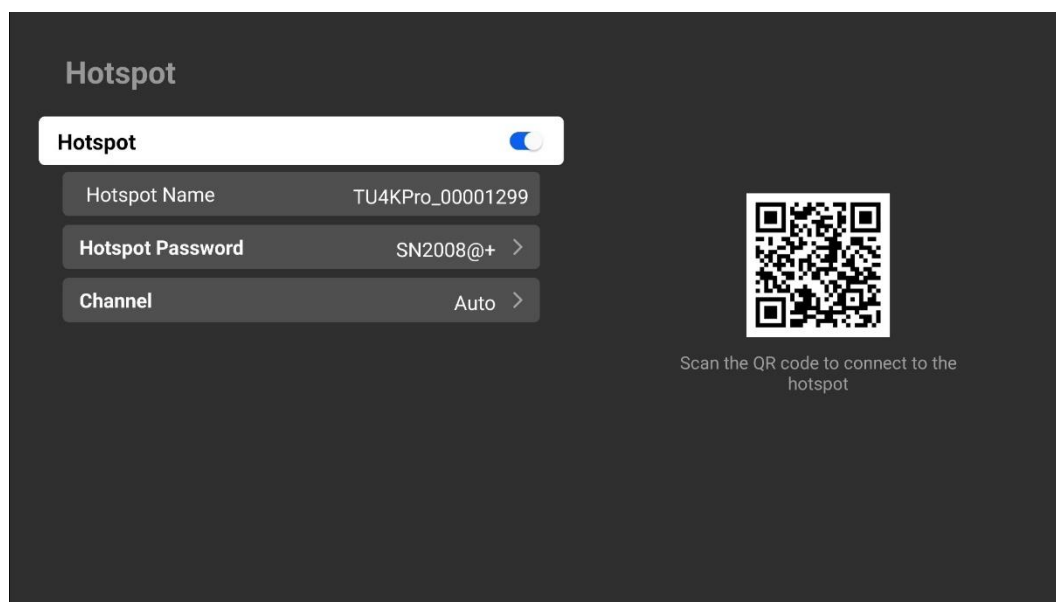 Hotspot
Hotspot
Hotspot Name TU4KPro_00001299
Hotspot Password SN2008@+
Channel Auto
Scan the QR code to connect to the
hotspot